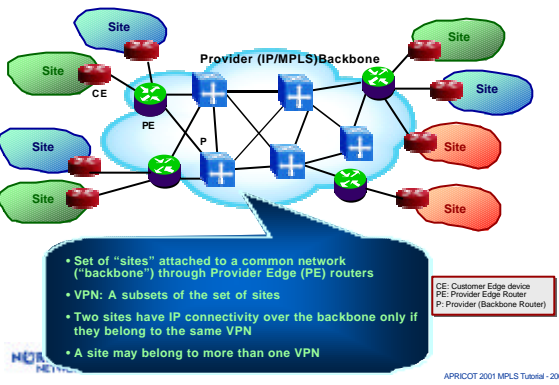 Site
Site
Provider (IP/MPLS)Backbone
Site
Site
CE
PE
Site
P
Site
Site
Site
Site
• Set of “sites” attached to a common network
(“backbone”) through Provider Edge (PE) routers
• VPN: A subsets of the set of sites
• Two sites have IP connectivity over the backbone only if
they belong to the same VPN
• A site may belong to more than one VPN
CE: Customer Edge device
PE: Provider Edge Router
P: Provider (Backbone Router)
APRICOT 2001 MPLS Tutorial -